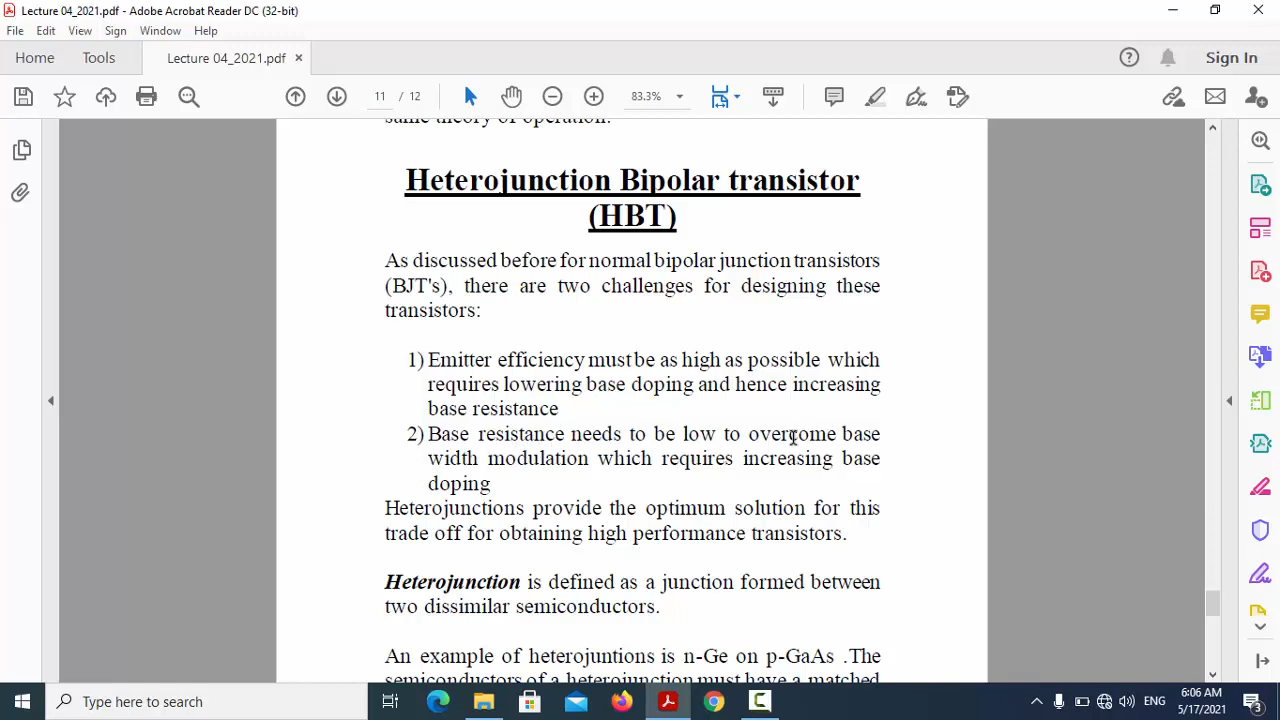 Lecture 04_2021.pdf - Adobe Acrobat Reader DC (32-bit)
File Edit View Sign Window Help
Home Tools Lecture 04_2021.pdf × Sign In
11 / 12 83.3%
same theory of operation.
Heterojunction Bipolar transistor
(HBT)
As discussed before for normal bipolar junction transistors
(BJT's), there are two challenges for designing these
transistors:
1) Emitter efficiency must be as high as possible which
requires lowering base doping and hence increasing
base resistance
2) Base resistance needs to be low to overcome base
width modulation which requires increasing base
doping
Heterojunctions provide the optimum solution for this
trade off for obtaining high performance transistors.
Heterojunction is defined as a junction formed between
two dissimilar semiconductors.
An example of heterojuntions is n-Ge on p-GaAs .The
semiconductors of a heterojunction must have a matched
Type here to search
ENG
6:06 AM
5/17/2021
3